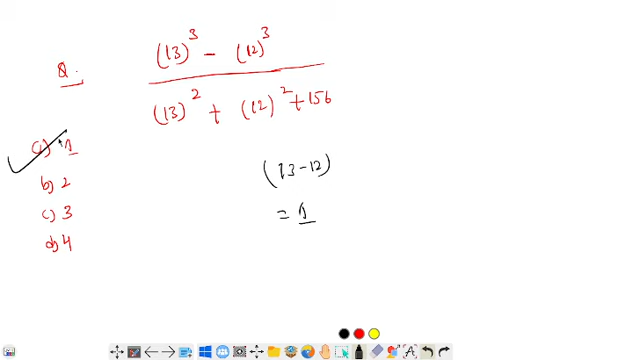 Q. (13)³ – (12)³
(13)² + (12)² + 156
(a) 1
b) 2
c) 3
d) 4
(13 – 12)
= 1